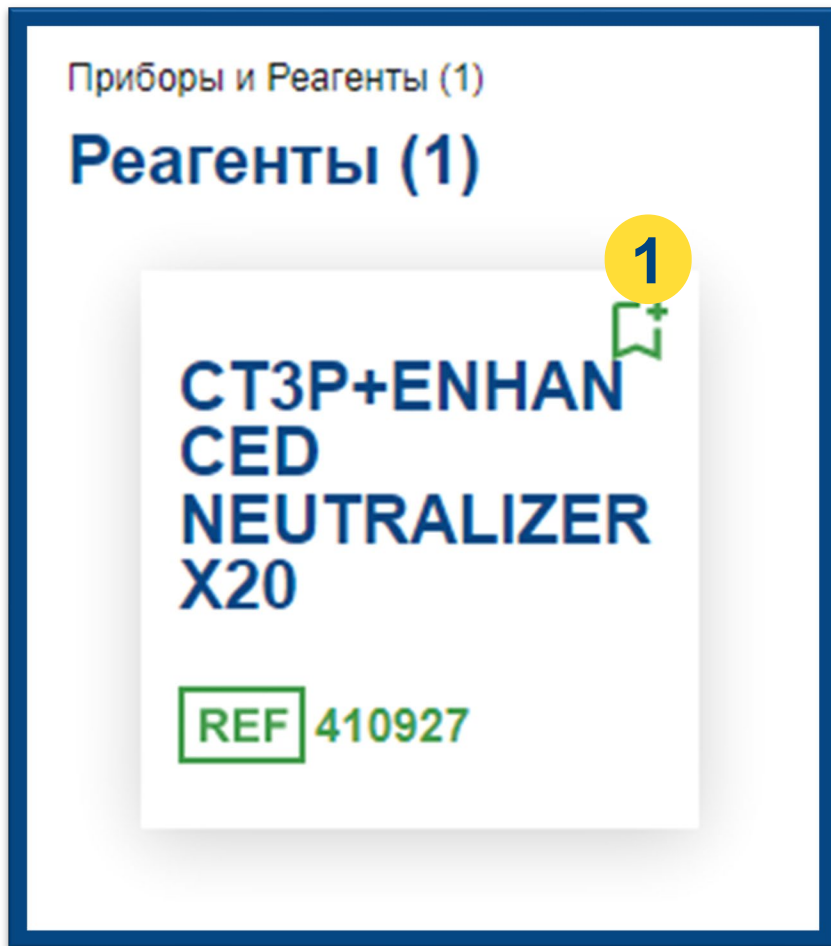 Приборы и Реагенты (1)
Реагенты (1)
1
CT3P+ENHAN
CED
NEUTRALIZER
X20
REF 410927